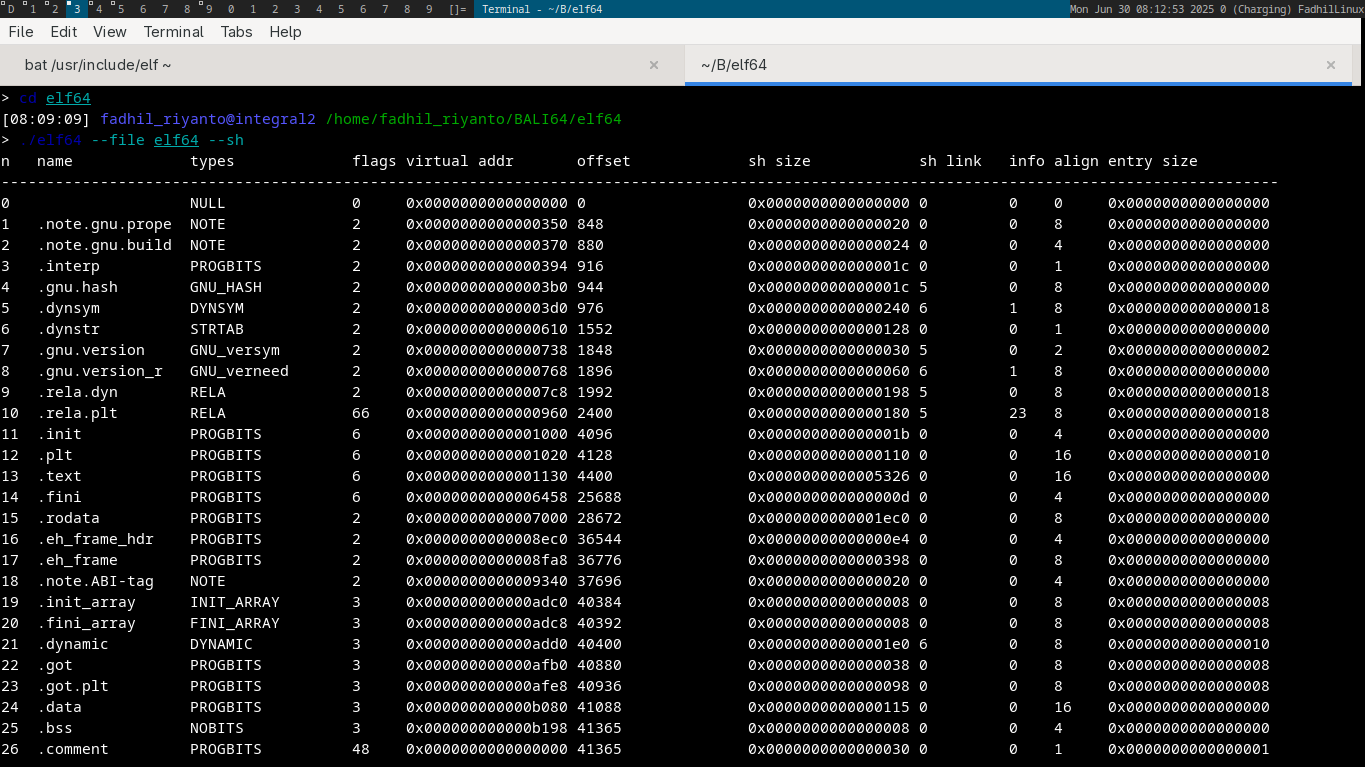 D 1 2 3 4 5 6 7 8 9 0 1 2 3 4 5 6 7 8 9 []= Terminal - ~/B/elf64 Mon Jun 30 08:12:53 2025 0 (Charging) FadhilLinux
File Edit View Terminal Tabs Help
bat /usr/include/elf ~ × ~/B/elf64 ×
> cd elf64
[08:09:09] fadhil_riyanto@integral2 /home/fadhil_riyanto/BALI64/elf64
> ./elf64 --file elf64 --sh
n name types flags virtual addr offset sh size sh link info align entry size
----------------------------------------------------------------------------------------------------------------------------------------------
0 NULL 0 0x0000000000000000 0 0x0000000000000000 0 0 0 0x0000000000000000
1 .note.gnu.prope NOTE 2 0x0000000000000350 848 0x0000000000000020 0 0 8 0x0000000000000000
2 .note.gnu.build NOTE 2 0x0000000000000370 880 0x0000000000000024 0 0 4 0x0000000000000000
3 .interp PROGBITS 2 0x0000000000000394 916 0x000000000000001c 0 0 1 0x0000000000000000
4 .gnu.hash GNU_HASH 2 0x00000000000003b0 944 0x000000000000001c 5 0 8 0x0000000000000000
5 .dynsym DYNSYM 2 0x00000000000003d0 976 0x0000000000000240 6 1 8 0x0000000000000018
6 .dynstr STRTAB 2 0x0000000000000610 1552 0x0000000000000128 0 0 1 0x0000000000000000
7 .gnu.version GNU_versym 2 0x0000000000000738 1848 0x0000000000000030 5 0 2 0x0000000000000002
8 .gnu.version_r GNU_verneed 2 0x0000000000000768 1896 0x0000000000000060 6 1 8 0x0000000000000000
9 .rela.dyn RELA 2 0x00000000000007c8 1992 0x0000000000000198 5 0 8 0x0000000000000018
10 .rela.plt RELA 66 0x0000000000000960 2400 0x0000000000000180 5 23 8 0x0000000000000018
11 .init PROGBITS 6 0x0000000000001000 4096 0x000000000000001b 0 0 4 0x0000000000000000
12 .plt PROGBITS 6 0x0000000000001020 4128 0x0000000000000110 0 0 16 0x0000000000000010
13 .text PROGBITS 6 0x0000000000001130 4400 0x0000000000005326 0 0 16 0x0000000000000000
14 .fini PROGBITS 6 0x0000000000006458 25688 0x000000000000000d 0 0 4 0x0000000000000000
15 .rodata PROGBITS 2 0x0000000000007000 28672 0x0000000000001ec0 0 0 8 0x0000000000000000
16 .eh_frame_hdr PROGBITS 2 0x0000000000008ec0 36544 0x00000000000000e4 0 0 4 0x0000000000000000
17 .eh_frame PROGBITS 2 0x0000000000008fa8 36776 0x0000000000000398 0 0 8 0x0000000000000000
18 .note.ABI-tag NOTE 2 0x0000000000009340 37696 0x0000000000000020 0 0 4 0x0000000000000000
19 .init_array INIT_ARRAY 3 0x000000000000adc0 40384 0x0000000000000008 0 0 8 0x0000000000000008
20 .fini_array FINI_ARRAY 3 0x000000000000adc8 40392 0x0000000000000008 0 0 8 0x0000000000000008
21 .dynamic DYNAMIC 3 0x000000000000add0 40400 0x00000000000001e0 6 0 8 0x0000000000000010
22 .got PROGBITS 3 0x000000000000afb0 40880 0x0000000000000038 0 0 8 0x0000000000000008
23 .got.plt PROGBITS 3 0x000000000000afe8 40936 0x0000000000000098 0 0 8 0x0000000000000008
24 .data PROGBITS 3 0x000000000000b080 41088 0x0000000000000115 0 0 16 0x0000000000000000
25 .bss NOBITS 3 0x000000000000b198 41365 0x0000000000000008 0 0 4 0x0000000000000000
26 .comment PROGBITS 48 0x0000000000000000 41365 0x0000000000000030 0 0 1 0x0000000000000001